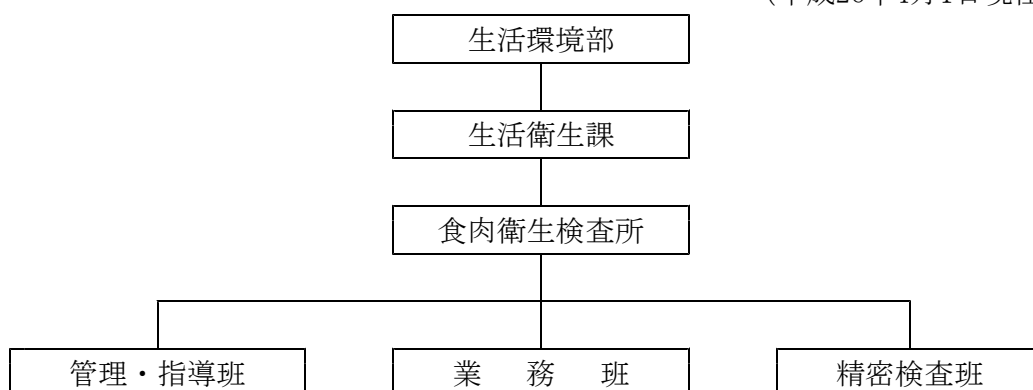 生活環境部
生活衛生課
食肉衛生検査所
管理・指導班　業　務　班　精密検査班